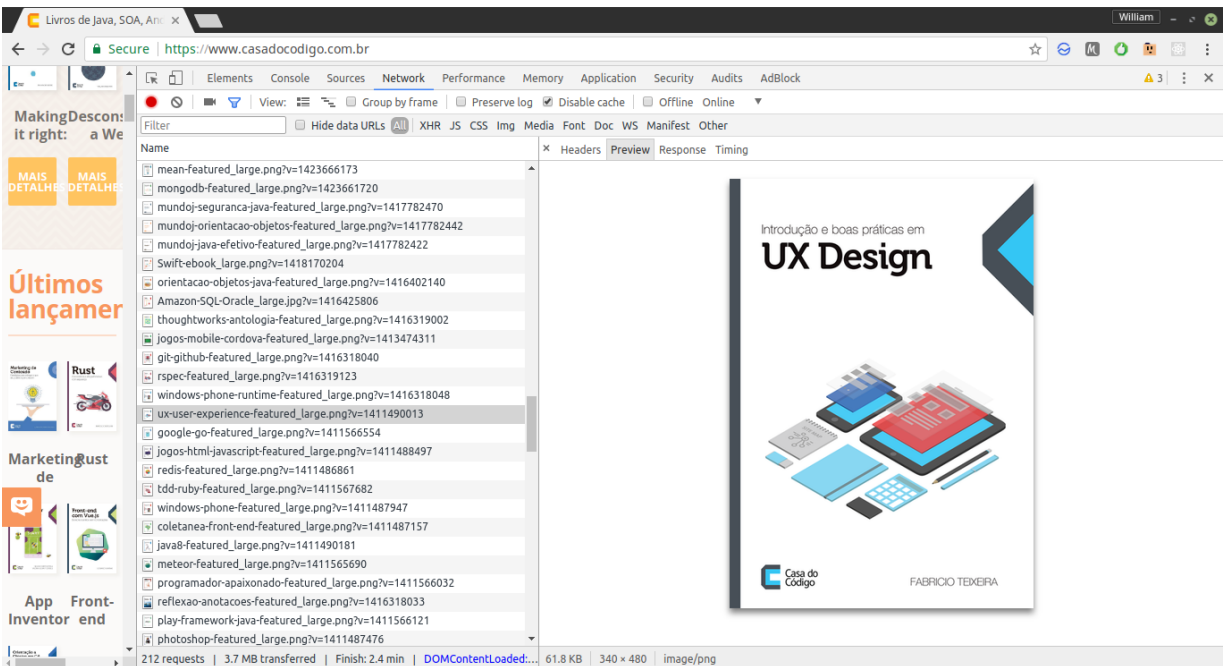 Livros de Java, SOA, An
William
Secure https://www.casadocodigo.com.br
Elements Console Sources Network Performance Memory Application Security Audits AdBlock
3
View: Group by frame Preserve log Disable cache Offline Online
Filter Hide data URLs All XHR JS CSS Img Media Font Doc WS Manifest Other
Name
Headers Preview Response Timing
Making it right:
a We
MAIS DETALHE
MAIS DETALHE
Últimos
lançamer
Rust
Marketing de
Rust
Front-end
com Vue.js
App Inventor
Front-end
mean-featured_large.png?v=1423666173
mongodb-featured_large.png?v=1423661720
mundoj-seguranca-java-featured_large.png?v=1417782470
mundoj-orientacao-objetos-featured_large.png?v=1417782442
mundoj-java-efetivo-featured_large.png?v=1417782422
Swift-ebook_large.png?v=1418170204
orientacao-objetos-java-featured_large.png?v=1416402140
Amazon-SQL-Oracle_large.jpg?v=1416425806
thoughtworks-antologia-featured_large.png?v=1416319002
jogos-mobile-cordova-featured_large.png?v=1413474311
git-github-featured_large.png?v=1416318040
rspec-featured_large.png?v=1416319123
windows-phone-runtime-featured_large.png?v=1416318048
ux-user-experience-featured_large.png?v=1411490013
google-go-featured_large.png?v=1411566554
jogos-html-javascript-featured_large.png?v=1411488497
redis-featured_large.png?v=1411486861
tdd-ruby-featured_large.png?v=1411567682
windows-phone-featured_large.png?v=1411487947
coletanea-front-end-featured_large.png?v=1411487157
java8-featured_large.png?v=1411490181
meteor-featured_large.png?v=1411565690
programador-apaixonado-featured_large.png?v=1411566032
reflexao-anotacoes-featured_large.png?v=1416318033
play-framework-java-featured_large.png?v=1411566121
photoshop-featured_large.png?v=1411487476
Introdução e boas práticas em
UX Design
Casa do
Código
FABRICIO TEIXEIRA
212 requests | 3.7 MB transferred | Finish: 2.4 min | DOMContentLoaded:...
61.8 KB 340 × 480 image/png